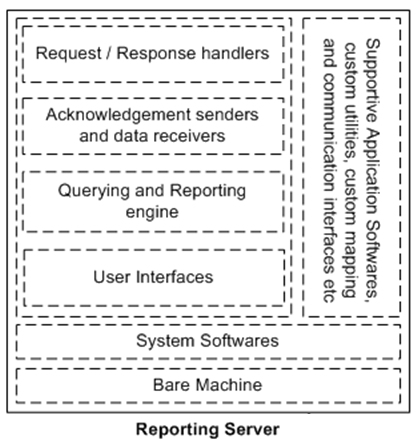 Request / Response handlers
Acknowledgement senders
and data receivers
Querying and Reporting
engine
User Interfaces
Supportive Application Softwares,
custom utilities, custom mapping
and communication interfaces etc
System Softwares
Bare Machine
Reporting Server